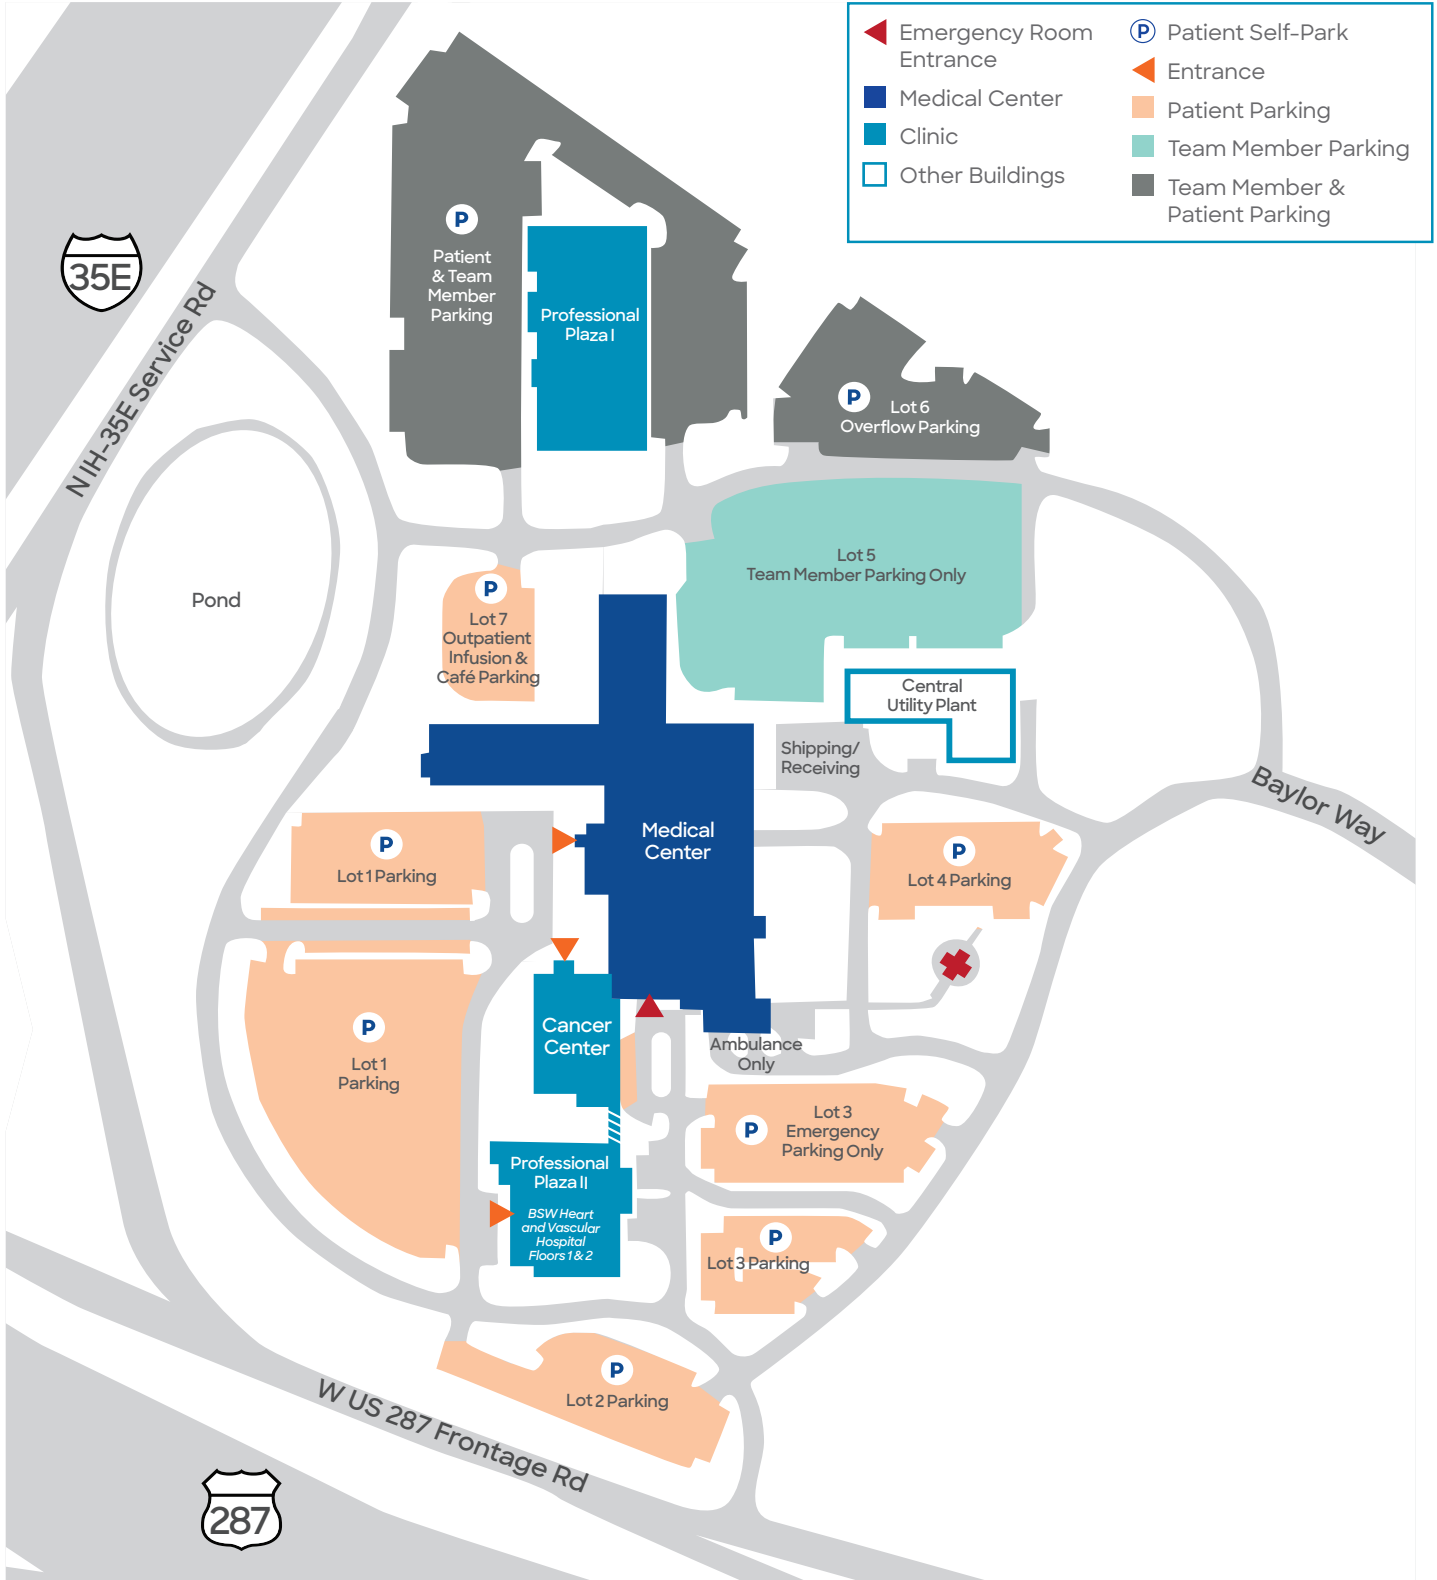 Emergency Room
Entrance
Medical Center
Clinic
Other Buildings
P Patient Self-Park
Entrance
Patient Parking
Team Member Parking
Team Member &
Patient Parking
35E
N IH-35E Service Rd
P
Patient
& Team
Member
Parking
Professional
Plaza I
P
Lot 6
Overflow Parking
Lot 5
Team Member Parking Only
Pond
P
Lot 7
Outpatient
Infusion &
Café Parking
Central
Utility Plant
Shipping/
Receiving
Baylor Way
Medical
Center
P
Lot 1 Parking
P
Lot 4 Parking
P
Lot 1
Parking
Cancer
Center
Ambulance
Only
P
Lot 3
Emergency
Parking Only
Professional
Plaza II
BSW Heart
and Vascular
Hospital
Floors 1 & 2
P
Lot 3 Parking
P
Lot 2 Parking
W US 287 Frontage Rd
287